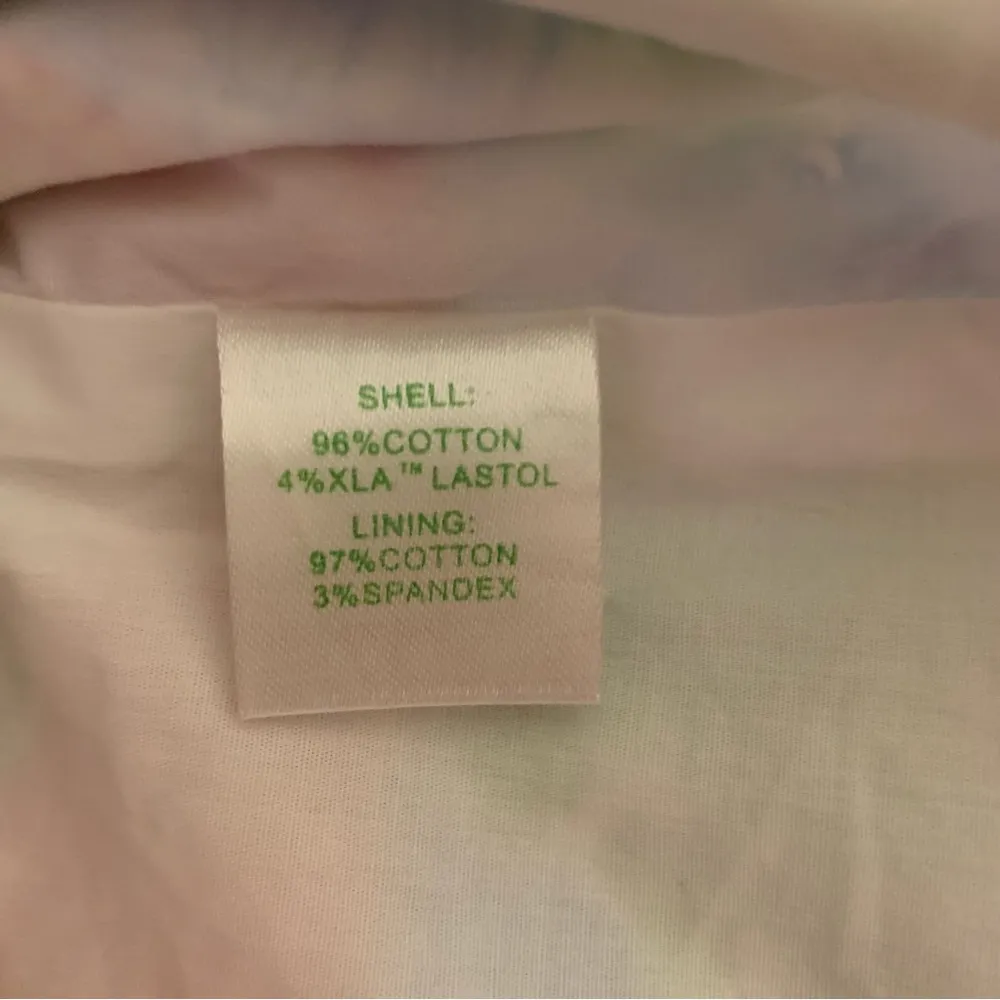 SHELL:
96%COTTON
4%XLA™ LASTOL
LINING:
97%COTTON
3%SPANDEX